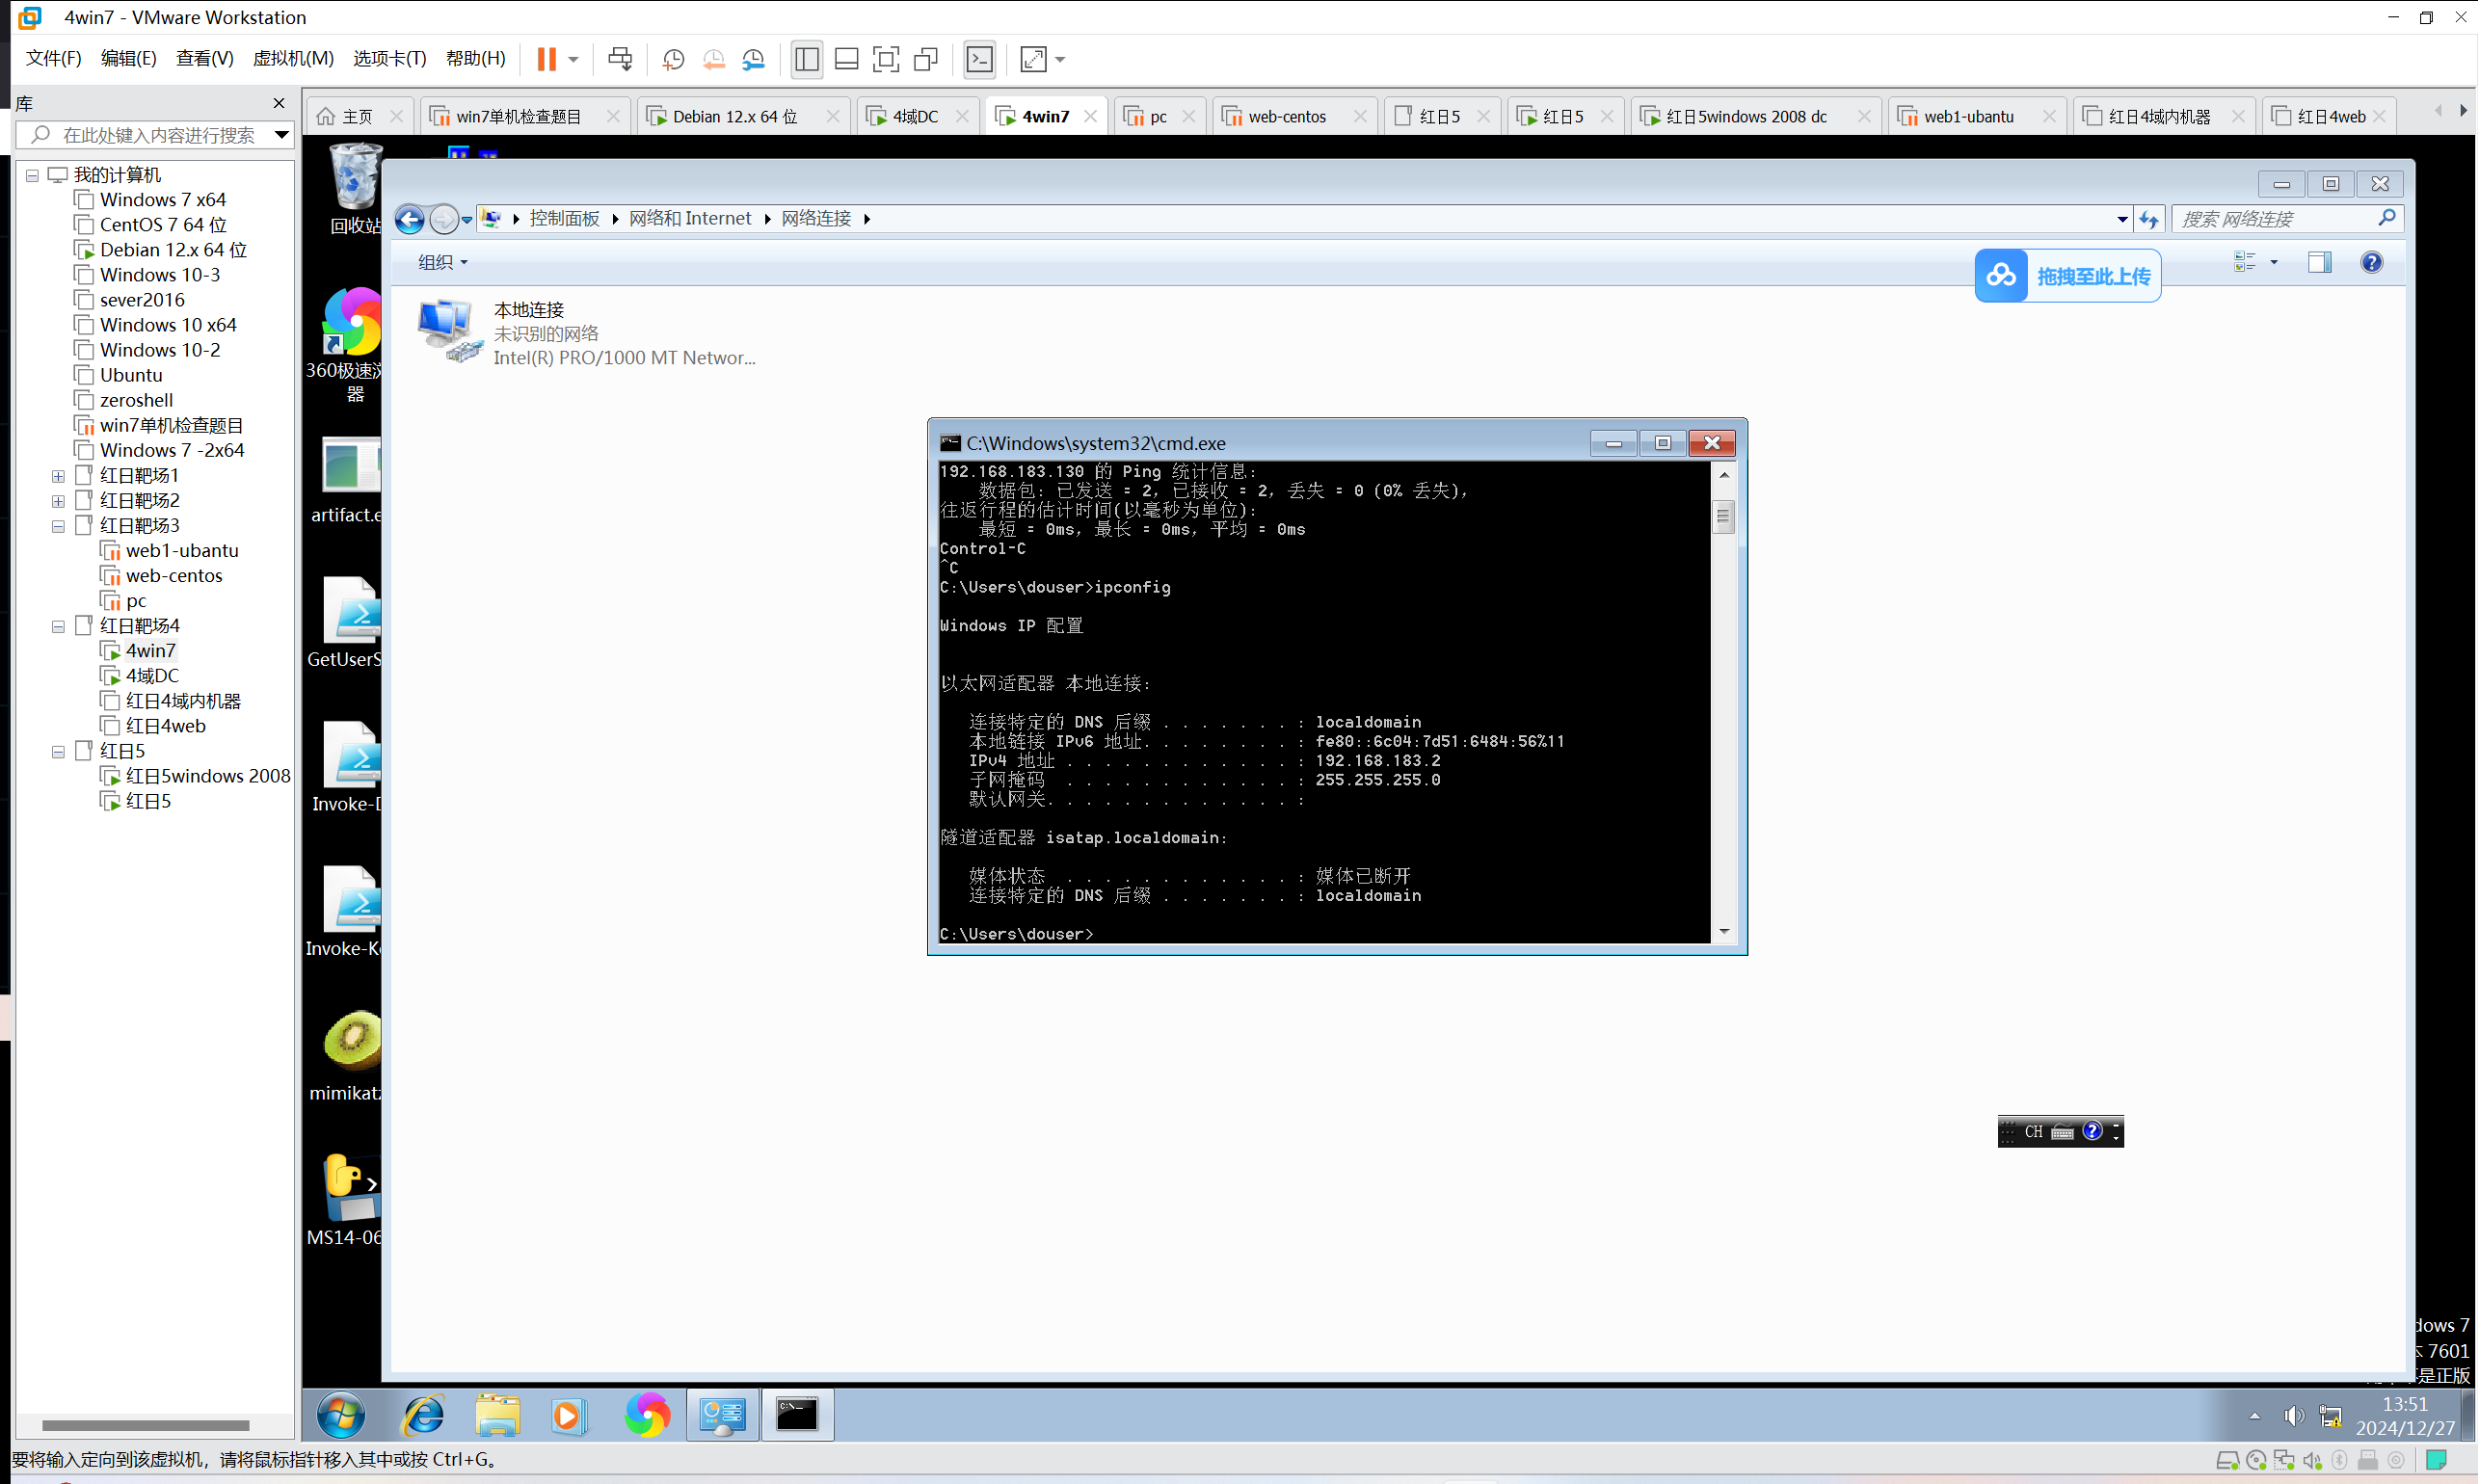 4win7 - VMware Workstation
文件(F) 编辑(E) 查看(V) 虚拟机(M) 选项卡(T) 帮助(H)
库
在此处键入内容进行搜索
我的计算机
Windows 7 x64
CentOS 7 64 位
Debian 12.x 64 位
Windows 10-3
sever2016
Windows 10 x64
Windows 10-2
Ubuntu
zeroshell
win7单机检查题目
Windows 7 -2x64
红日靶场1
红日靶场2
红日靶场3
web1-ubantu
web-centos
pc
红日靶场4
4win7
4域DC
红日4域内机器
红日4web
红日5
红日5windows 2008
红日5
主页 win7单机检查题目 Debian 12.x 64 位 4域DC 4win7 pc web-centos 红日5 红日5 红日5windows 2008 dc web1-ubantu 红日4域内机器 红日4web
回收站
360极速浏
器
artifact.e
GetUserS
Invoke-D
Invoke-Ke
mimikatz
MS14-06
控制面板 网络和 Internet 网络连接
搜索 网络连接
组织
拖拽至此上传
本地连接
未识别的网络
Intel(R) PRO/1000 MT Networ...
C:\Windows\system32\cmd.exe
192.168.183.130 的 Ping 统计信息:
数据包: 已发送 = 2, 已接收 = 2, 丢失 = 0 (0% 丢失),
往返行程的估计时间(以毫秒为单位):
最短 = 0ms, 最长 = 0ms, 平均 = 0ms
Control-C
^C
C:\Users\douser>ipconfig
Windows IP 配置
以太网适配器 本地连接:
连接特定的 DNS 后缀 . . . . . . . : localdomain
本地链接 IPv6 地址. . . . . . . . : fe80::6c04:7d51:6484:56%11
IPv4 地址 . . . . . . . . . . . . : 192.168.183.2
子网掩码 . . . . . . . . . . . . : 255.255.255.0
默认网关. . . . . . . . . . . . . :
隧道适配器 isatap.localdomain:
媒体状态 . . . . . . . . . . . . : 媒体已断开
连接特定的 DNS 后缀 . . . . . . . : localdomain
C:\Users\douser>
CH
dows 7
7601
是正版
13:51
2024/12/27
要将输入定向到该虚拟机，请将鼠标指针移入其中或按 Ctrl+G。